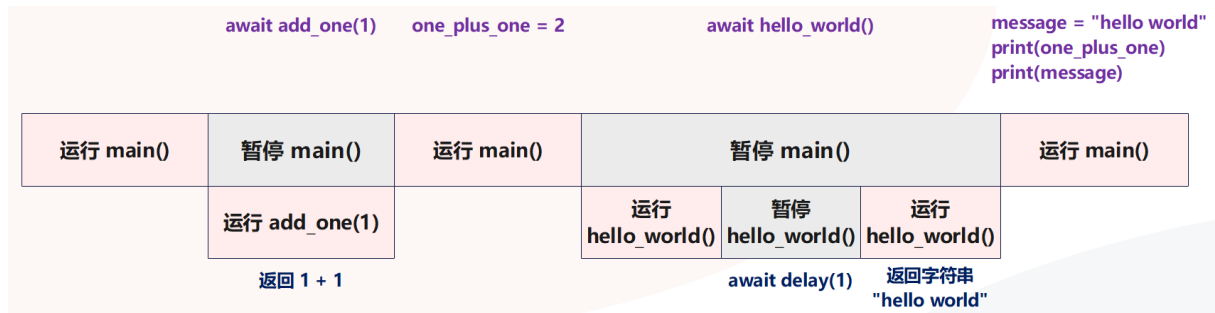 await add_one(1)
one_plus_one = 2
await hello_world()
message = "hello world"
print(one_plus_one)
print(message)
运行 main()
暂停 main()
运行 main()
暂停 main()
运行 main()
运行 add_one(1)
运行
hello_world()
暂停
hello_world()
运行
hello_world()
返回 1 + 1
await delay(1)
返回字符串
"hello world"